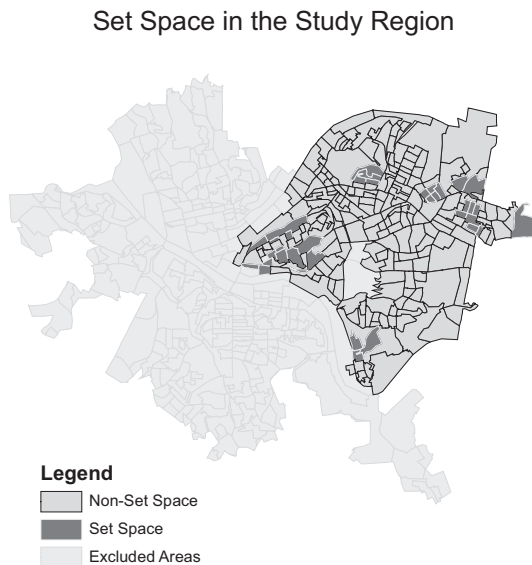 Set Space in the Study Region
Legend
Non-Set Space
Set Space
Excluded Areas